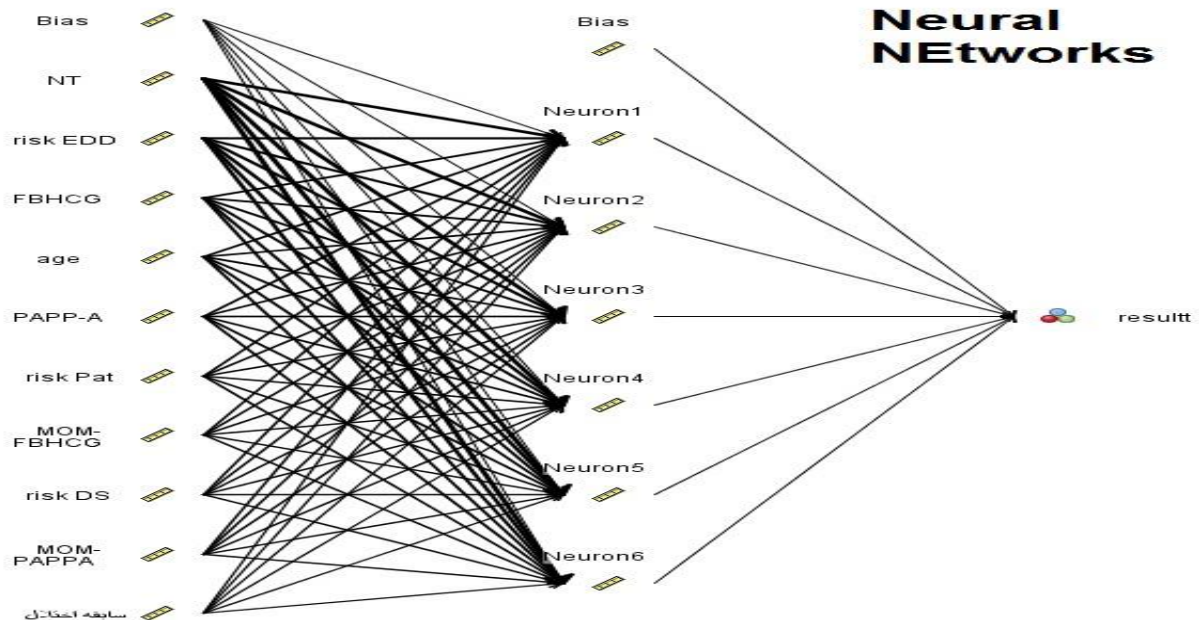 Neural
NEtworks
Bias
NT
risk EDD
FBHCG
age
PAPP-A
risk Pat
MOM-
FBHCG
risk DS
MOM-
PAPPA
سابقه اختلال
Bias
Neuron1
Neuron2
Neuron3
Neuron4
Neuron5
Neuron6
resultt